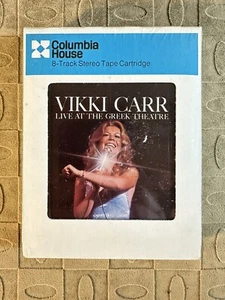 Columbia
House
8-Track Stereo Tape Cartridge
VIKKI CARR
LIVE AT THE GREEK THEATRE